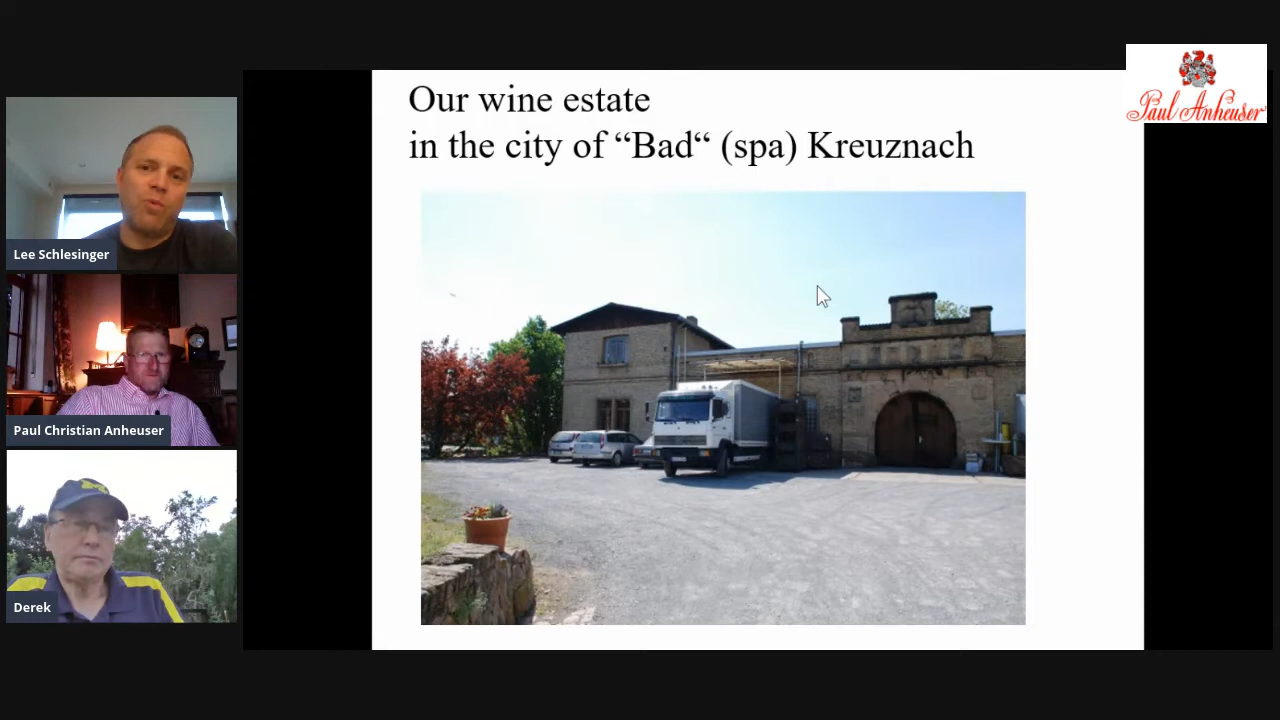 Our wine estate
in the city of “Bad“ (spa) Kreuznach
Paul Anheuser
Lee Schlesinger
Paul Christian Anheuser
Derek